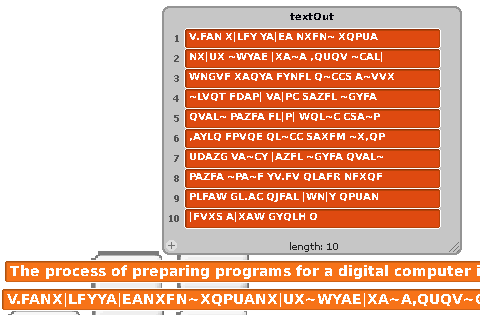 textOut
1 V.FAN X|LFY YA|EA NXFN~ XQPUA
2 NX|UX ~WYAE |XA~A ,QUQV ~CAL|
3 WNGVF XAQYA FYNFL Q~CCS A~VVX
4 ~LVQT FDAP| VA|PC SAZFL ~GYFA
5 QVAL~ PAZFA FL|P| WQL~C CSA~P
6 ,AYLQ FPVQE QL~CC SAXFM ~X,QP
7 UDAZG VA~CY |AZFL ~GYFA QVAL~
8 PAZFA ~PA~F YV.FV QLAFR NFXQF
9 PLFAW GL.AC QJFAL |WN|Y QPUAN
10 |FVXS A|XAW GYQLH O
+ length: 10
The process of preparing programs for a digital computer i
V.FANX|LFYYA|EANXFN~XQPUANX|UX~WYAE|XA~A,QUQV~C